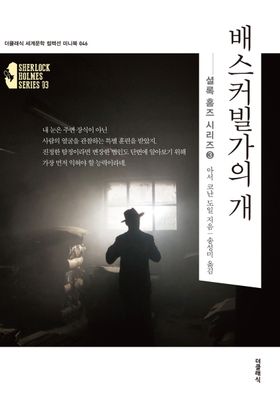 더클래식 세계문학 컬렉션 미니북 046
SHERLOCK
HOLMES
SERIES 03
배스커빌가의 개
셜록 홈즈 시리즈 ③
아서 코난 도일 지음 | 송성미 옮김
내 눈은 주변 장식이 아닌
사람의 얼굴을 관찰하는 특별 훈련을 받았지.
진정한 탐정이라면 변장한 범인도 단번에 알아보기 위해
가장 먼저 익혀야 할 능력이라네.
더클래식